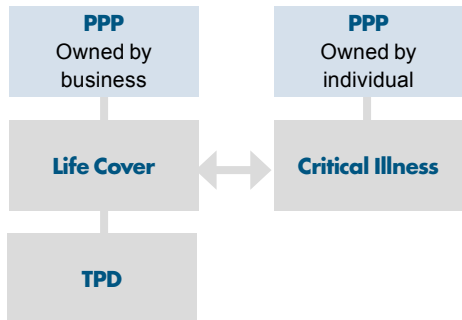 PPP
Owned by
business
PPP
Owned by
individual
Life Cover
Critical Illness
TPD